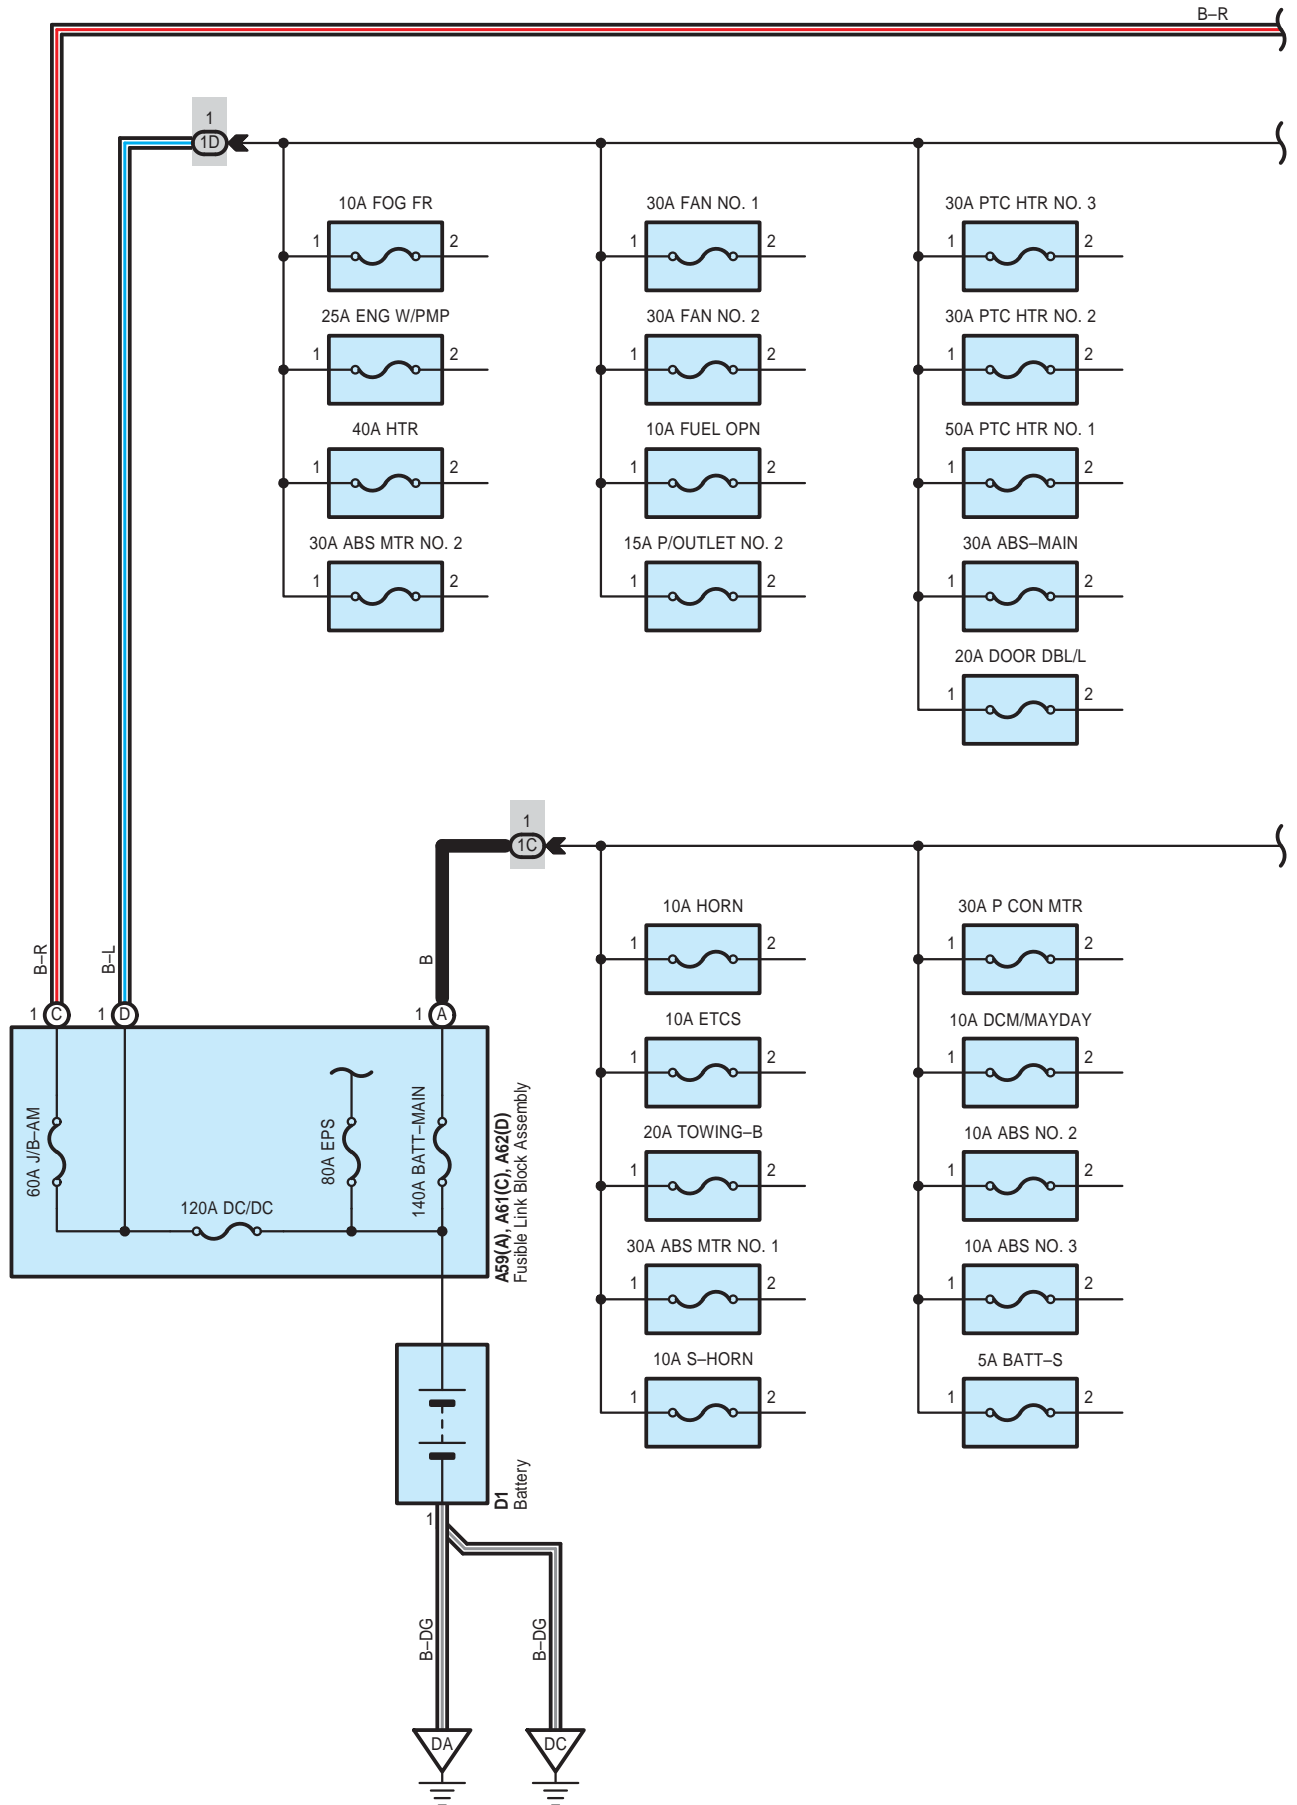 B–R
1
1D
10A FOG FR
30A FAN NO. 1
30A PTC HTR NO. 3
1 2
1 2
1 2
25A ENG W/PMP
30A FAN NO. 2
30A PTC HTR NO. 2
1 2
1 2
1 2
40A HTR
10A FUEL OPN
50A PTC HTR NO. 1
1 2
1 2
1 2
30A ABS MTR NO. 2
15A P/OUTLET NO. 2
30A ABS–MAIN
1 2
1 2
1 2
20A DOOR DBL/L
1 2
1
1C
10A HORN
30A P CON MTR
1 2
1 2
B–R
B–L
B
1 C
1 D
1 A
10A ETCS
10A DCM/MAYDAY
1 2
1 2
60A J/B–AM
120A DC/DC
80A EPS
140A BATT–MAIN
A59(A), A61(C), A62(D)
Fusible Link Block Assembly
20A TOWING–B
10A ABS NO. 2
1 2
1 2
30A ABS MTR NO. 1
10A ABS NO. 3
1 2
1 2
10A S–HORN
5A BATT–S
1 2
1 2
D1
Battery
1
B–DG
B–DG
DA
DC